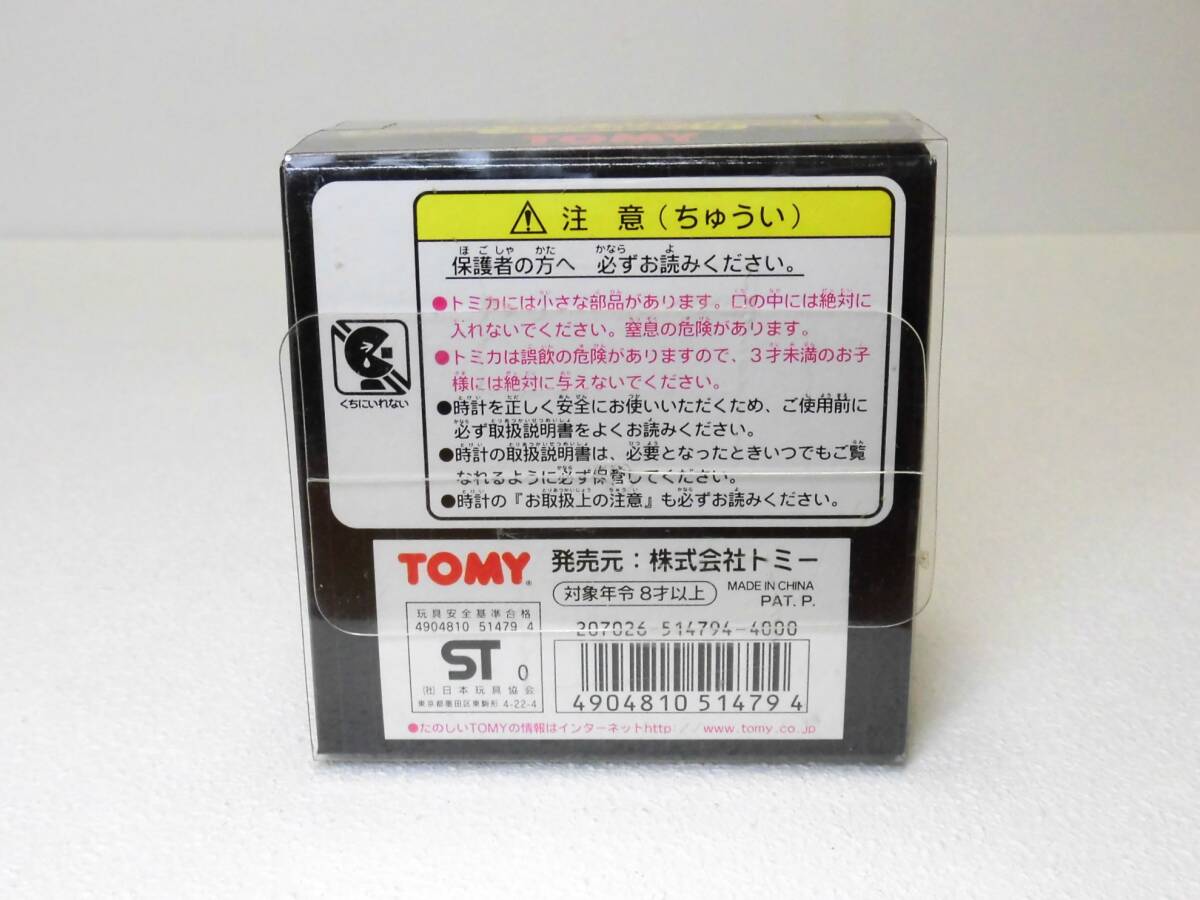 TOMY
注 意（ちゅうい）
保護者の方へ 必ずお読みください。
●トミカには小さな部品があります。口の中には絶対に
入れないでください。窒息の危険があります。
●トミカは誤飲の危険がありますので、３才未満のお子
様には絶対に与えないでください。
●時計を正しく安全にお使いいただくため、ご使用前に
必ず取扱説明書をよくお読みください。
●時計の取扱説明書は、必要となったときいつでもご覧
なれるように必ず保管してください。
●時計の『お取扱上の注意』も必ずお読みください。
くちにいれない
TOMY® 発売元：株式会社トミー
対象年令８才以上
MADE IN CHINA
PAT. P.
玩具安全基準合格
4904810 51479 4
ST 0
(社)日本玩具協会
東京都墨田区東駒形 4-22-4
207026 514794-4000
4904810 514794
●たのしいTOMYの情報はインターネットhttp://www.tomy.co.jp